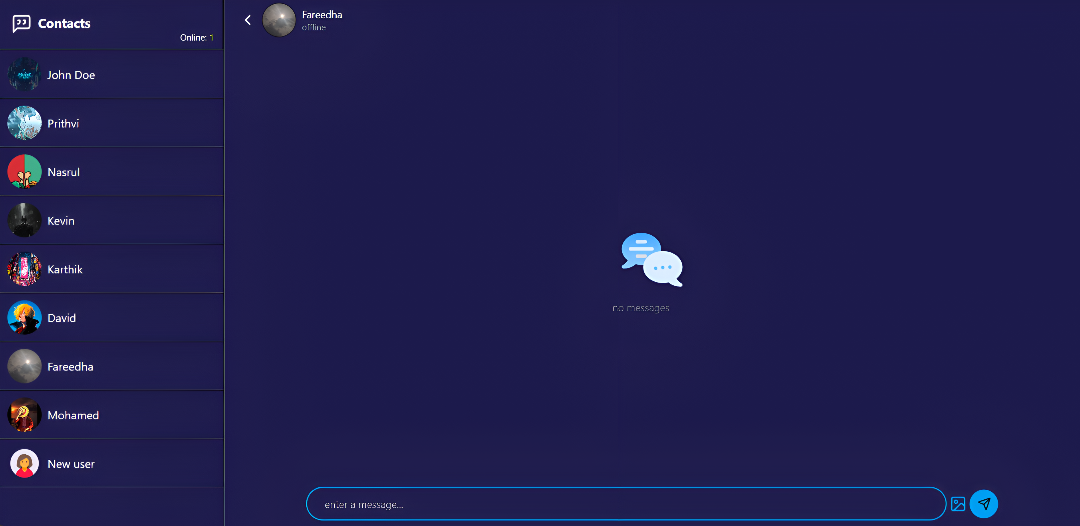 Contacts
Online: 1
John Doe
Prithvi
Nasrul
Kevin
Karthik
David
Fareedha
Mohamed
New user
Fareedha
offline
no messages
enter a message...